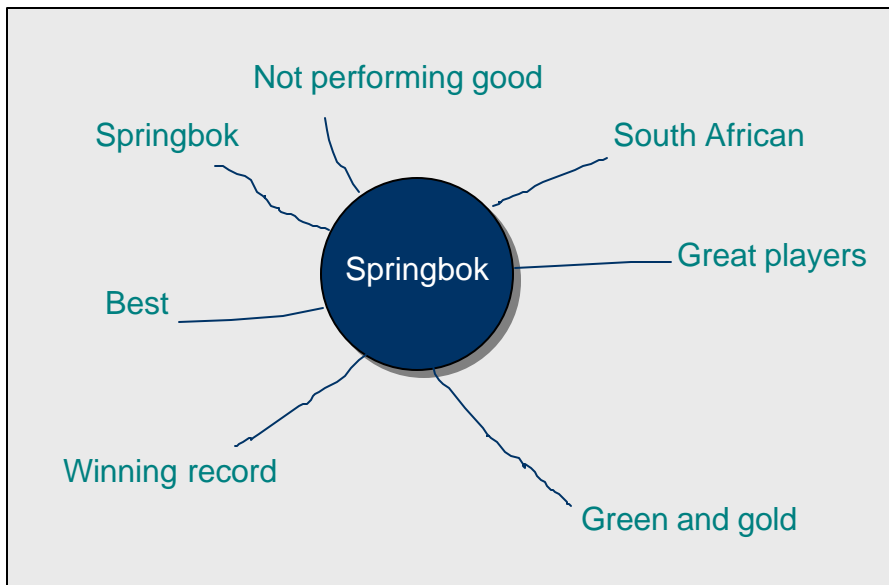 Not performing good
Springbok
South African
Springbok
Great players
Best
Winning record
Green and gold